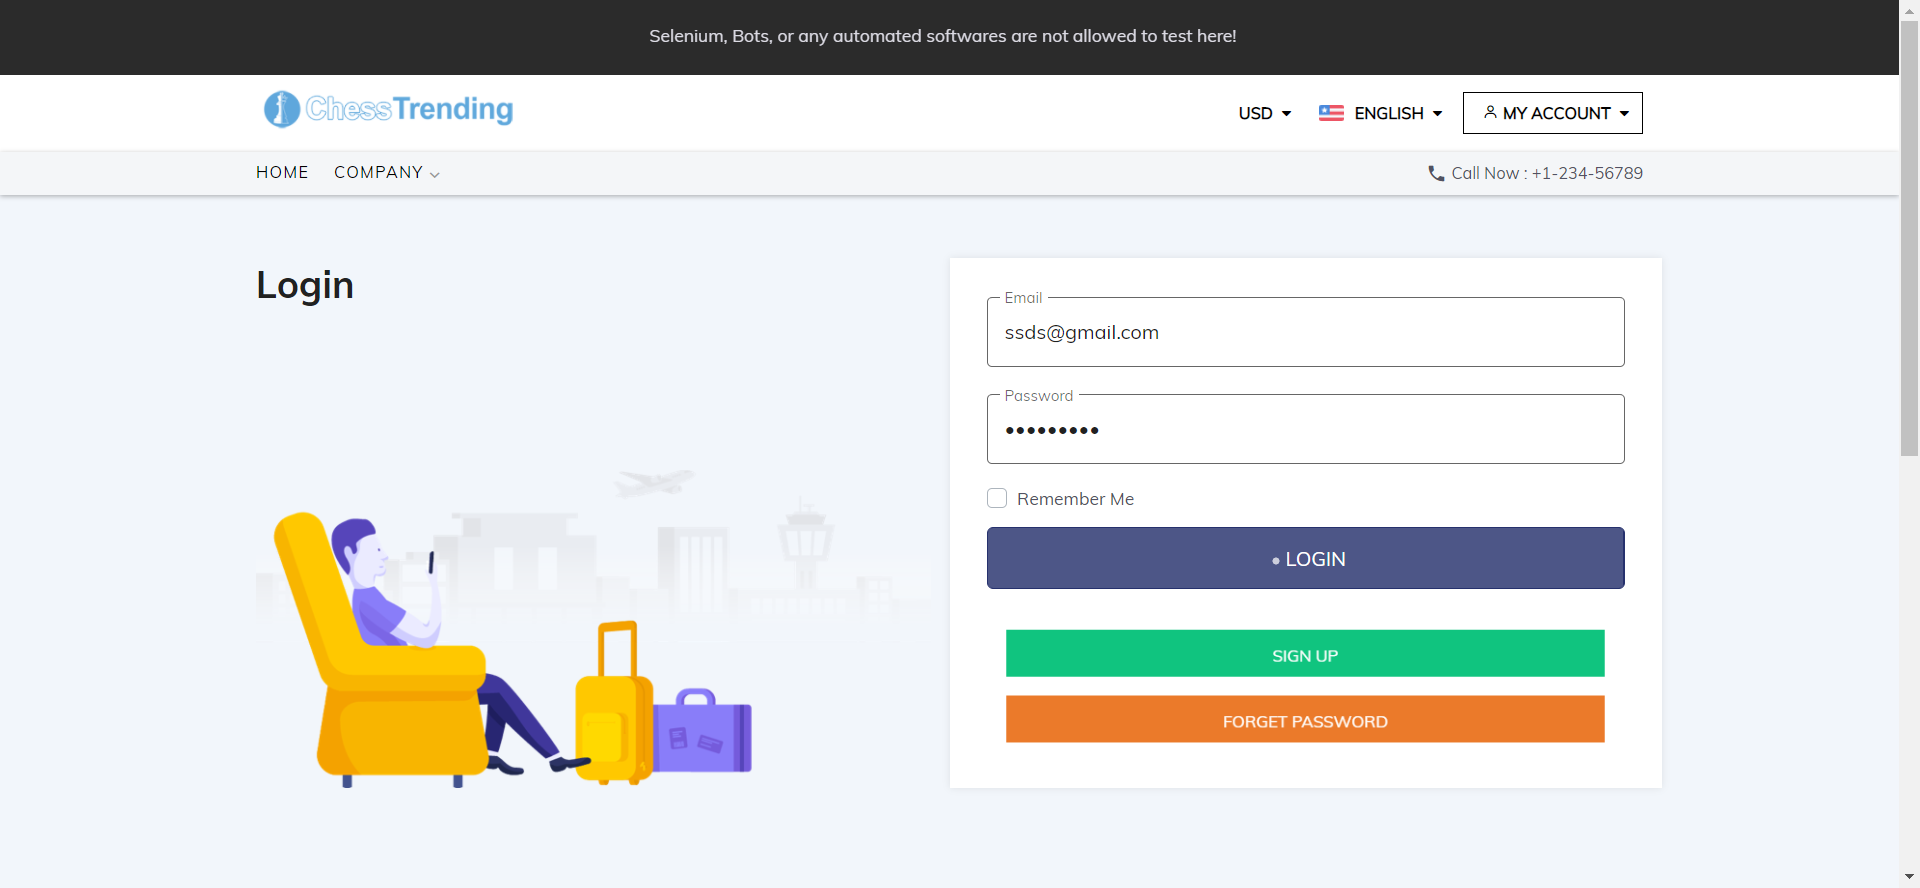 Selenium, Bots, or any automated softwares are not allowed to test here!
ChessTrending
USD
ENGLISH
MY ACCOUNT
HOME
COMPANY
Call Now : +1-234-56789
Login
Email
ssds@gmail.com
Password
•••••••••
Remember Me
LOGIN
SIGN UP
FORGET PASSWORD